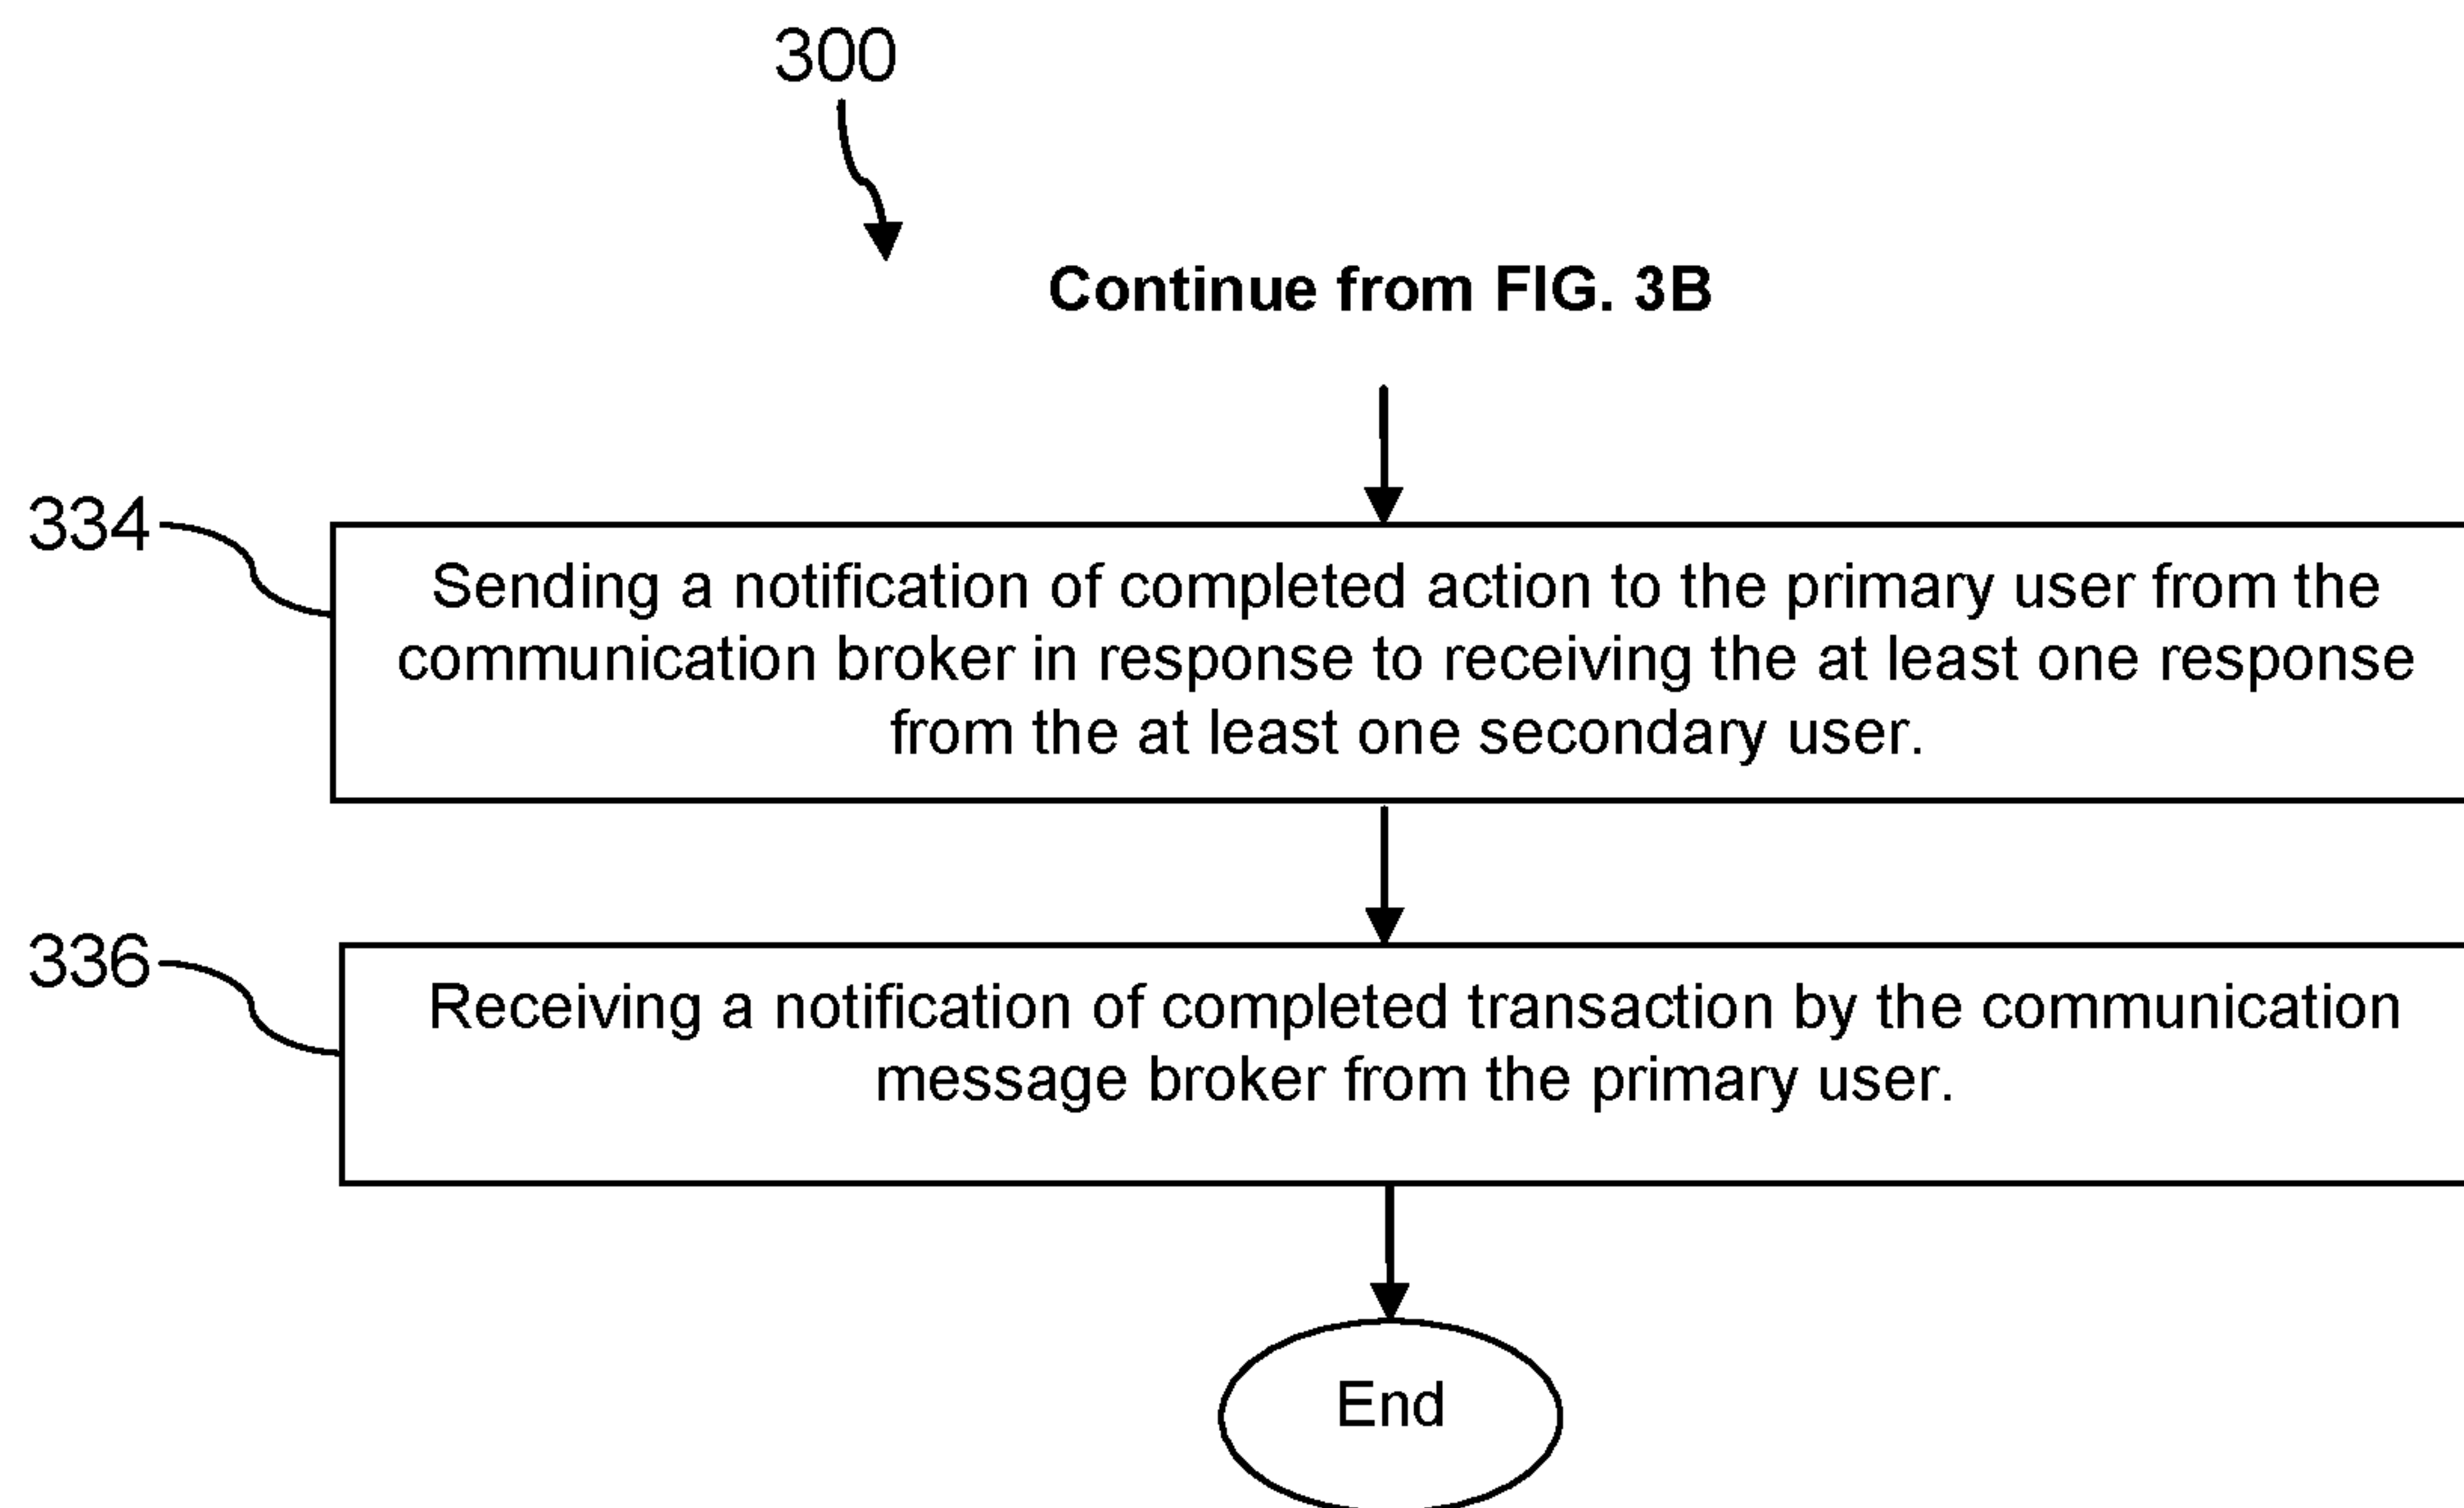 300
Continue from FIG. 3B
334
Sending a notification of completed action to the primary user from the
communication broker in response to receiving the at least one response
from the at least one secondary user.
336
Receiving a notification of completed transaction by the communication
message broker from the primary user.
End